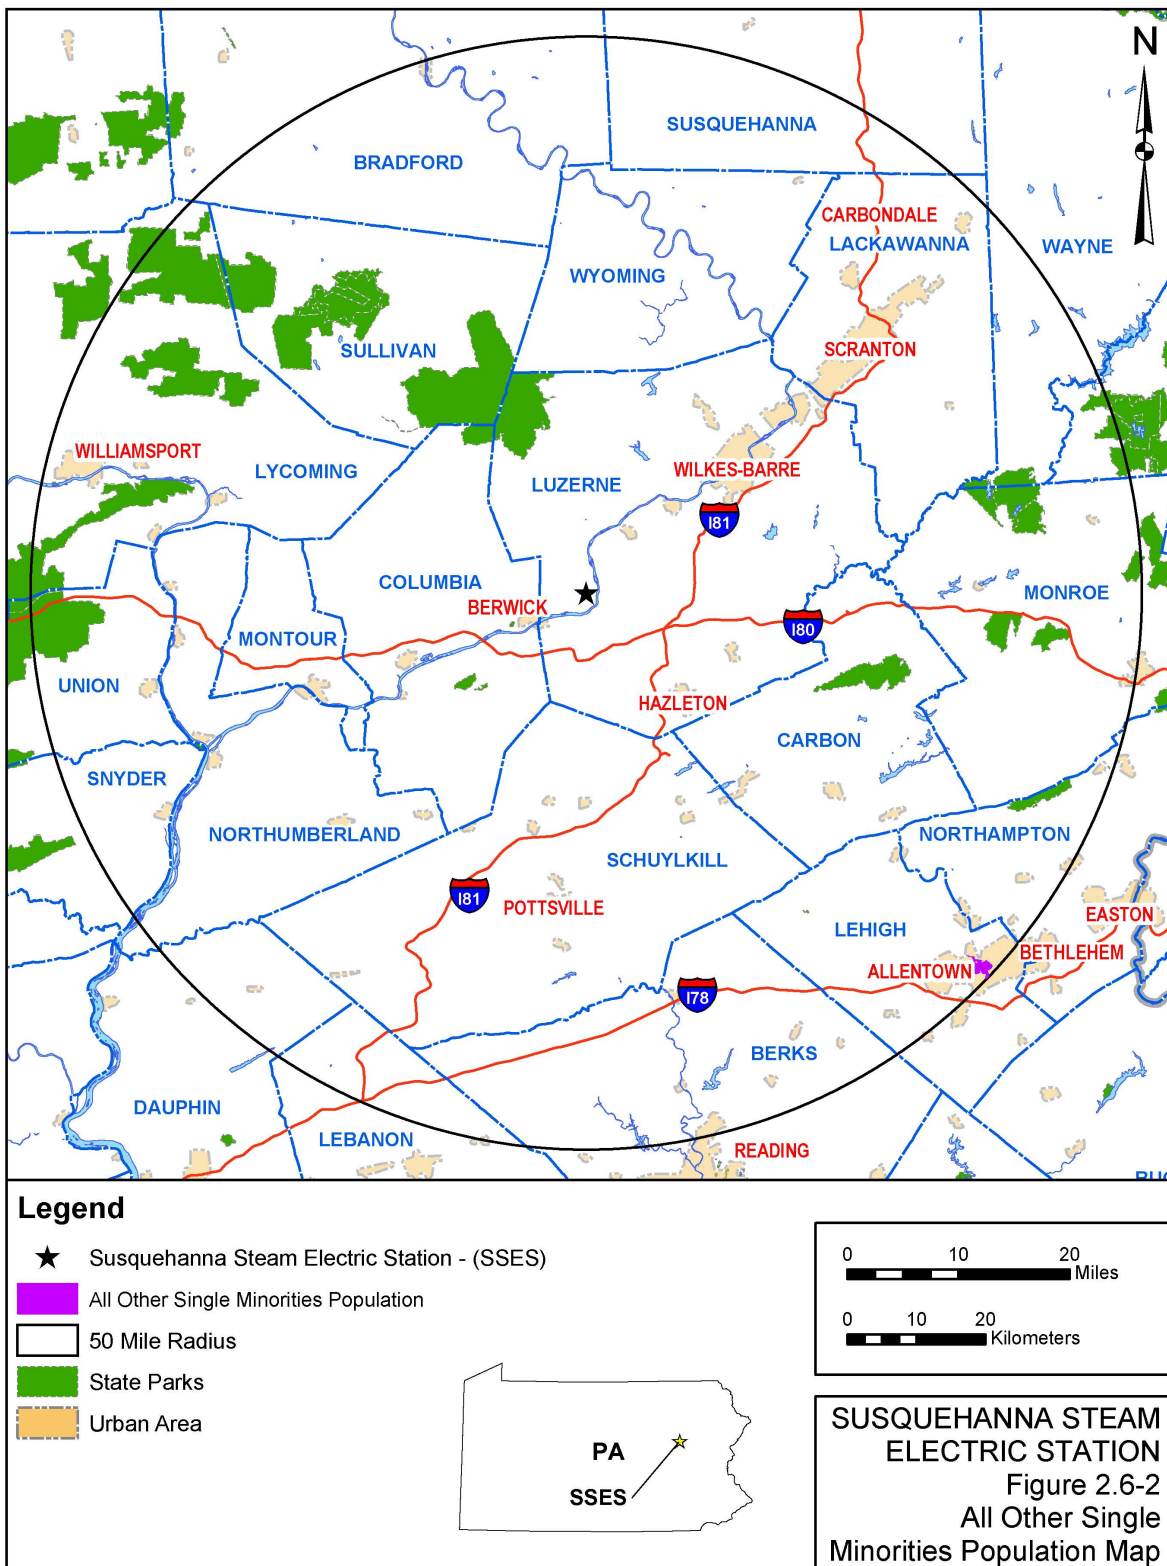 N
SUSQUEHANNA
BRADFORD
CARBONDALE
LACKAWANNA
WAYNE
WYOMING
SULLIVAN
SCRANTON
WILLIAMSPORT
LYCOMING
WILKES-BARRE
LUZERNE
I81
COLUMBIA
BERWICK
MONROE
I80
MONTOUR
UNION
HAZLETON
CARBON
SNYDER
NORTHUMBERLAND
NORTHAMPTON
SCHUYLKILL
I81
POTTSVILLE
EASTON
LEHIGH
BETHLEHEM
ALLENTOWN
I78
BERKS
DAUPHIN
LEBANON
READING
Legend
Susquehanna Steam Electric Station - (SSES)
All Other Single Minorities Population
50 Mile Radius
State Parks
Urban Area
PA
SSES
0 10 20
Miles
0 10 20
Kilometers
SUSQUEHANNA STEAM
ELECTRIC STATION
Figure 2.6-2
All Other Single
Minorities Population Map